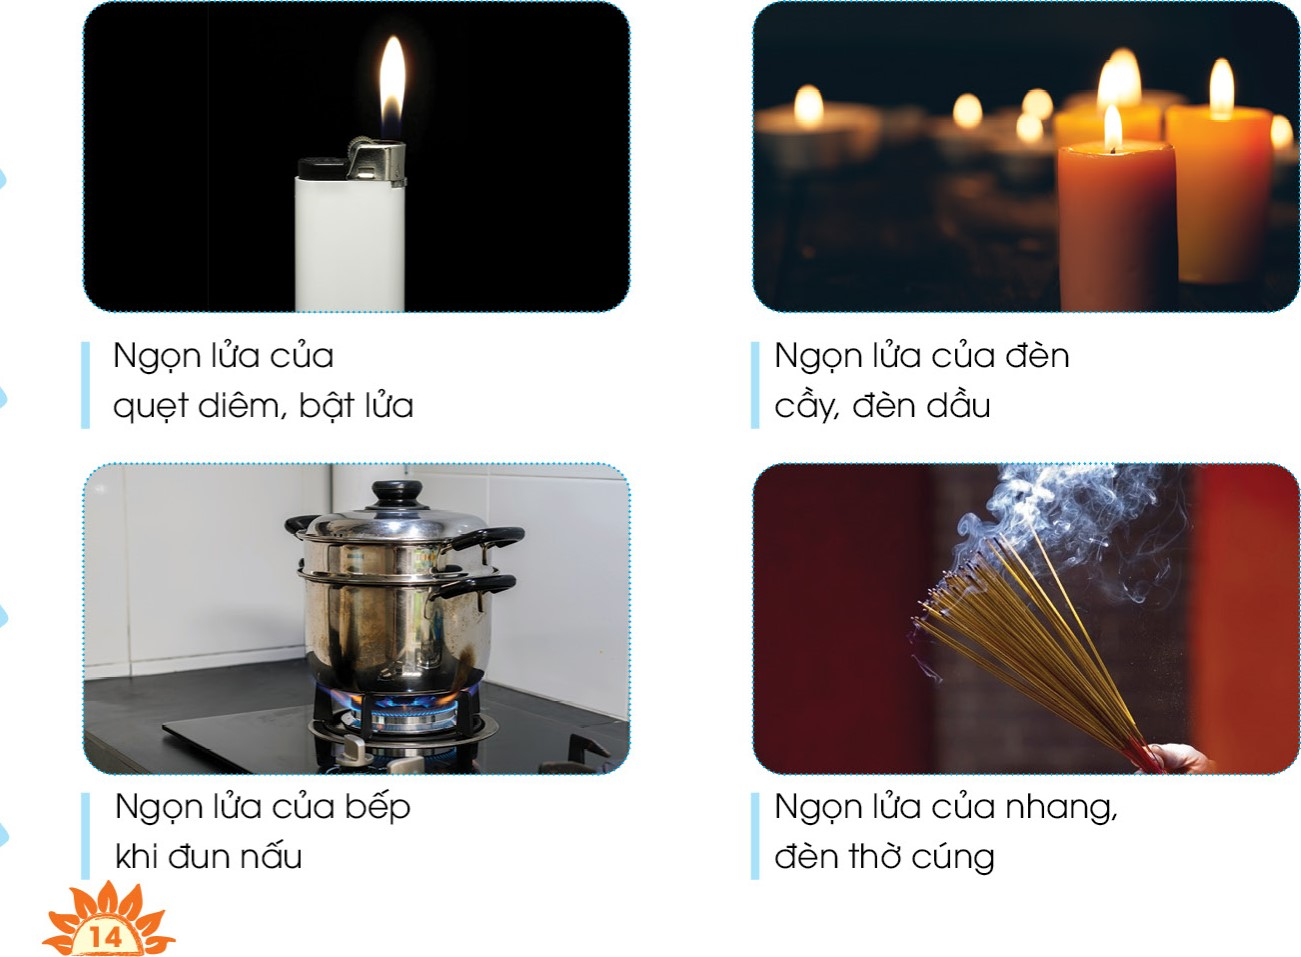 Ngọn lửa của
quẹt diêm, bật lửa
Ngọn lửa của đèn
cầy, đèn dầu
Ngọn lửa của bếp
khi đun nấu
Ngọn lửa của nhang,
đèn thờ cúng
14